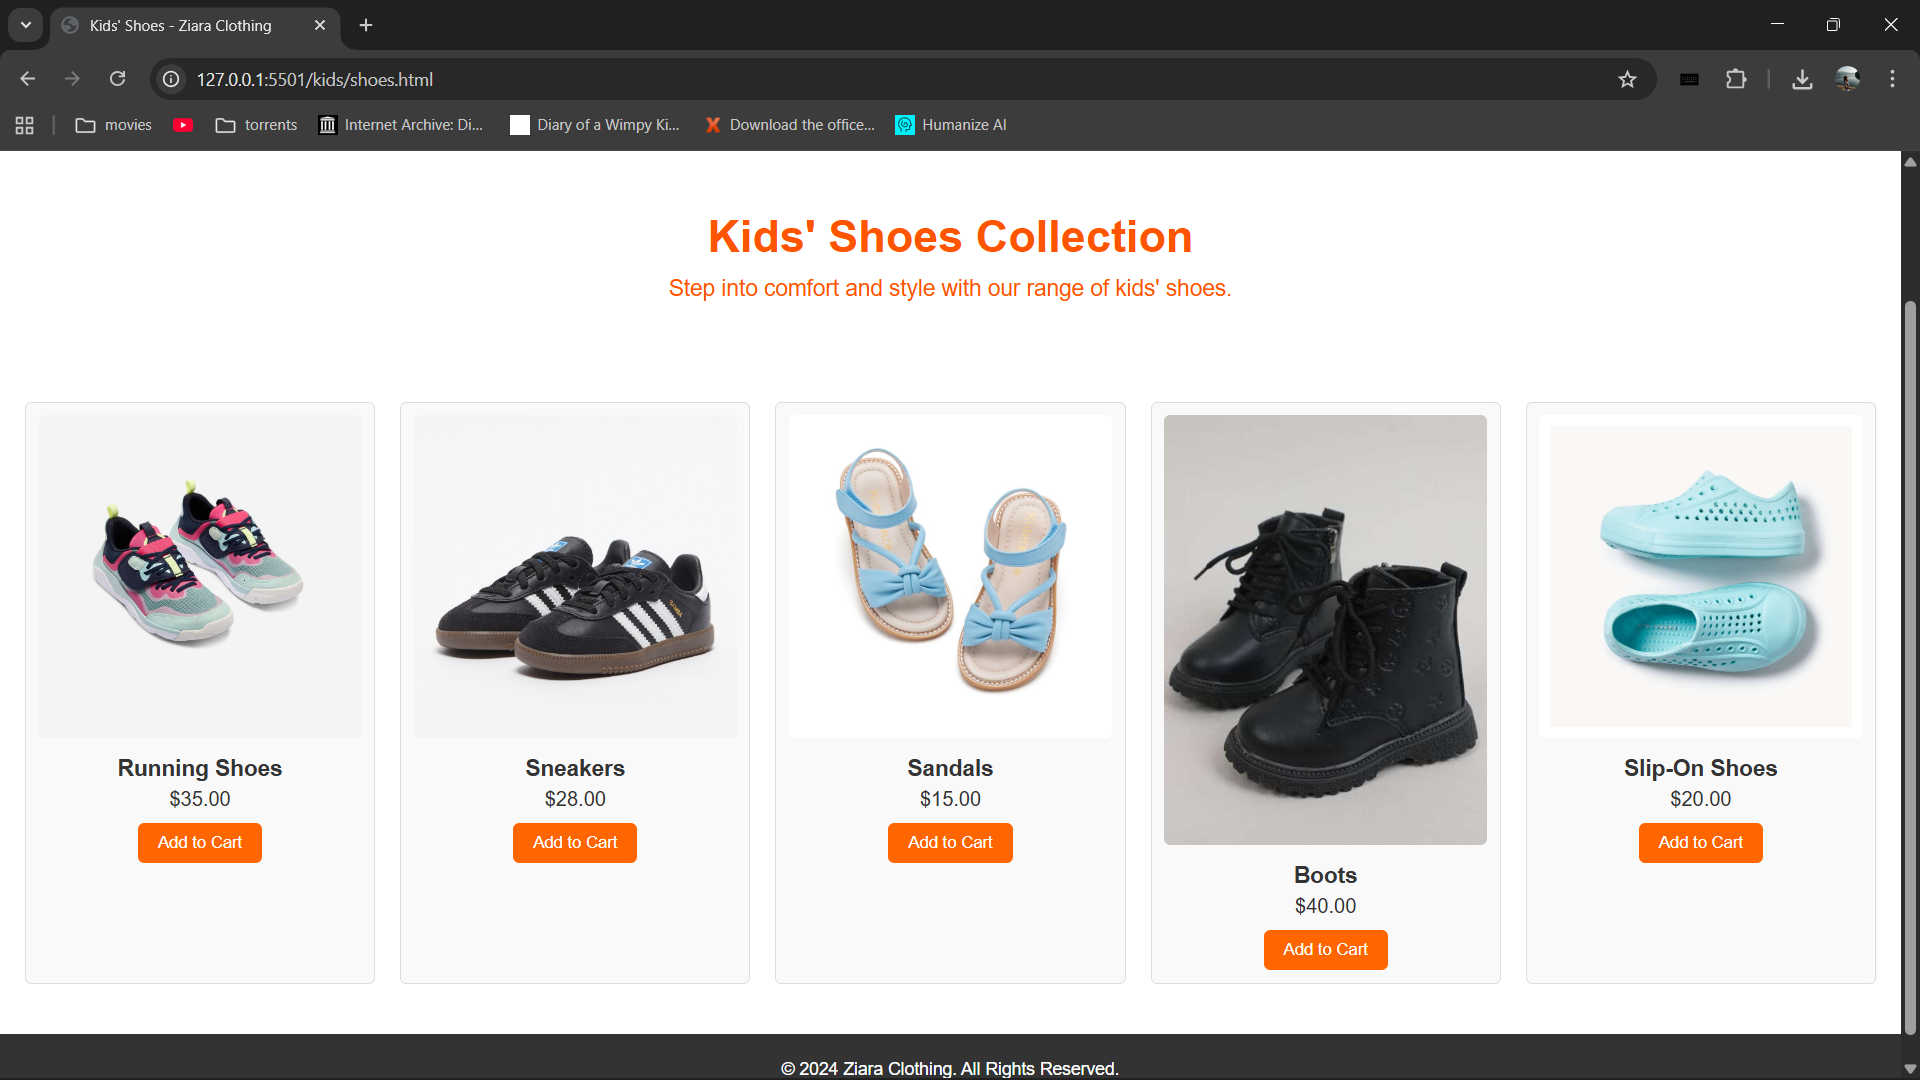 Kids' Shoes - Ziara Clothing
127.0.0.1:5501/kids/shoes.html
movies
torrents
Internet Archive: Di...
Diary of a Wimpy Ki...
Download the office...
Humanize AI
Kids' Shoes Collection
Step into comfort and style with our range of kids' shoes.
Running Shoes
$35.00
Add to Cart
Sneakers
$28.00
Add to Cart
Sandals
$15.00
Add to Cart
Boots
$40.00
Add to Cart
Slip-On Shoes
$20.00
Add to Cart
© 2024 Ziara Clothing. All Rights Reserved.